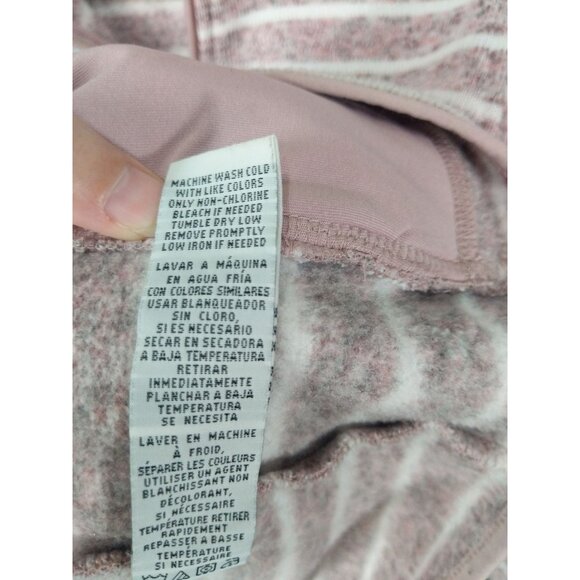 MACHINE WASH COLD
WITH LIKE COLORS
ONLY NON-CHLORINE
BLEACH IF NEEDED
TUMBLE DRY LOW
REMOVE PROMPTLY
LOW IRON IF NEEDED
LAVAR A MÁQUINA
EN AGUA FRÍA
CON COLORES SIMILARES
USAR BLANQUEADOR
SIN CLORO,
SI ES NECESARIO
SECAR EN SECADORA
A BAJA TEMPERATURA
RETIRAR
INMEDIATAMENTE
PLANCHAR A BAJA
TEMPERATURA
SE NECESITA
LAVER EN MACHINE
À FROID,
SÉPARER LES COULEURS
UTILISER UN AGENT
BLANCHISSANT NON
DÉCOLORANT,
SI NÉCESSAIRE
TEMPÉRATURE RETIRER
RAPIDEMENT
REPASSER A BASSE
TEMPÉRATURE
SI NÉCESSAIRE